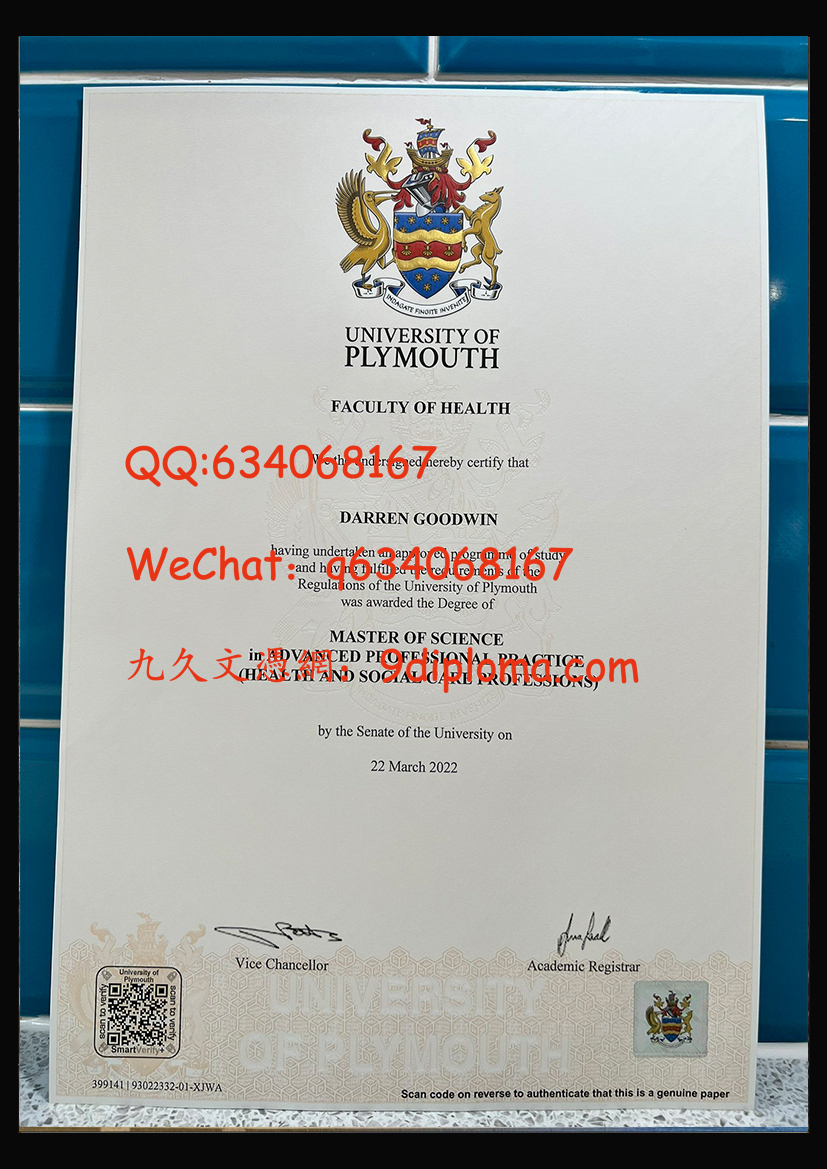 INDAGATE FINGITE INVENITE
UNIVERSITY OF
PLYMOUTH
FACULTY OF HEALTH
We the undersigned hereby certify that
QQ:634068167
DARREN GOODWIN
having undertaken an approved programme of study
and having fulfilled the requirements of the
WeChat：q634068167
Regulations of the University of Plymouth
was awarded the Degree of
MASTER OF SCIENCE
in ADVANCED PROFESSIONAL PRACTICE
九久文憑網：9diploma.com
(HEALTH AND SOCIAL CARE PROFESSIONS)
by the Senate of the University on
22 March 2022
Vice Chancellor
Academic Registrar
University of
Plymouth
scan to verify
scan to verify
SmartVerify+
UNIVERSITY
OF PLYMOUTH
399141 | 93022332-01-XJWA
Scan code on reverse to authenticate that this is a genuine paper